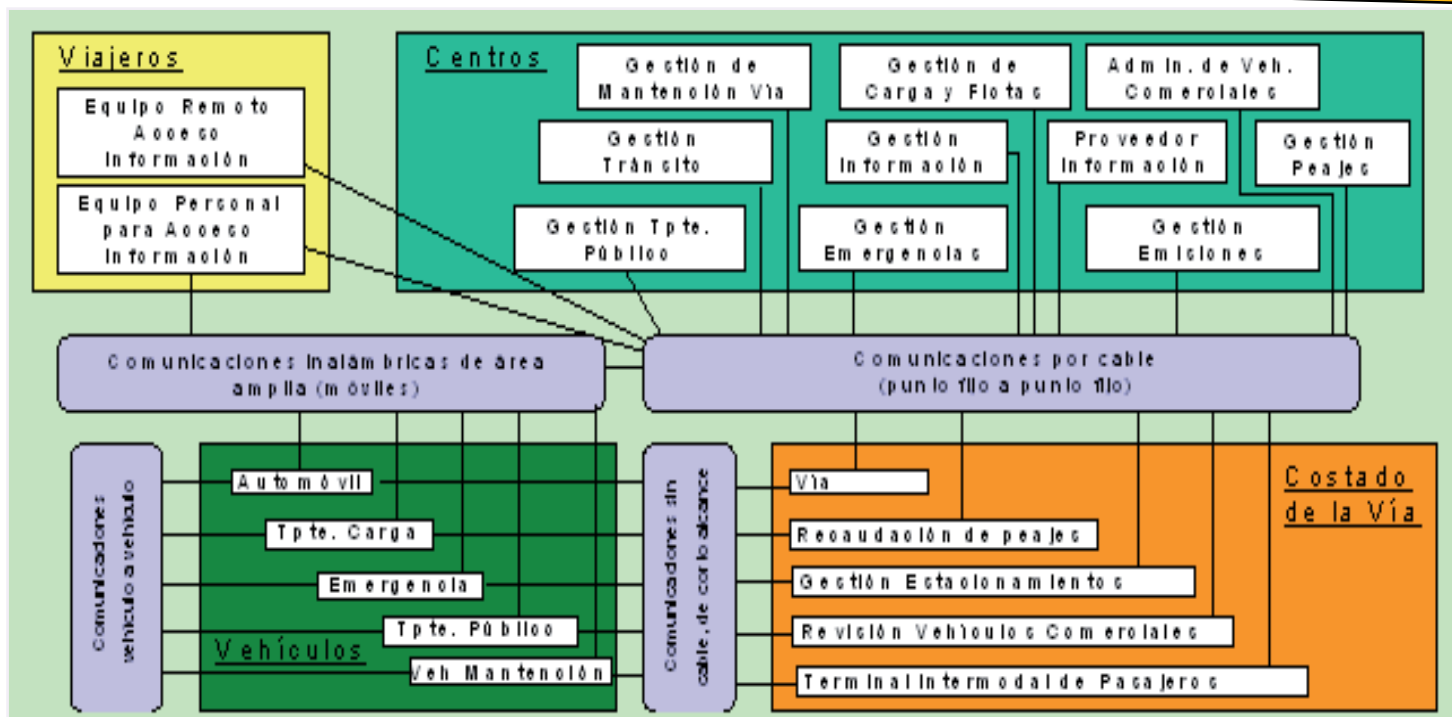 Viajeros
Equipo Remoto
Acceso
Información
Equipo Personal
para Acceso
Información
Centros
Gestión de
Mantención Vía
Gestión de
Carga y Flotas
Admin. de Veh.
Comerciales
Gestión
Tránsito
Gestión
Información
Proveedor
Información
Gestión
Peajes
Gestión Tpte.
Público
Gestión
Emergencias
Gestión
Emisiones
Comunicaciones inalámbricas de área
amplia (móviles)
Comunicaciones por cable
(punto fijo a punto fijo)
Comunicaciones
vehículo a vehículo
Automóvil
Tpte. Carga
Emergencia
Tpte. Público
Veh Mantención
Vehículos
Comunicaciones sin
cable, de corto alcance
Vía
Recaudación de peajes
Gestión Estacionamientos
Revisión Vehículos Comerciales
Terminal Intermodal de Pasajeros
Costado
de la Vía